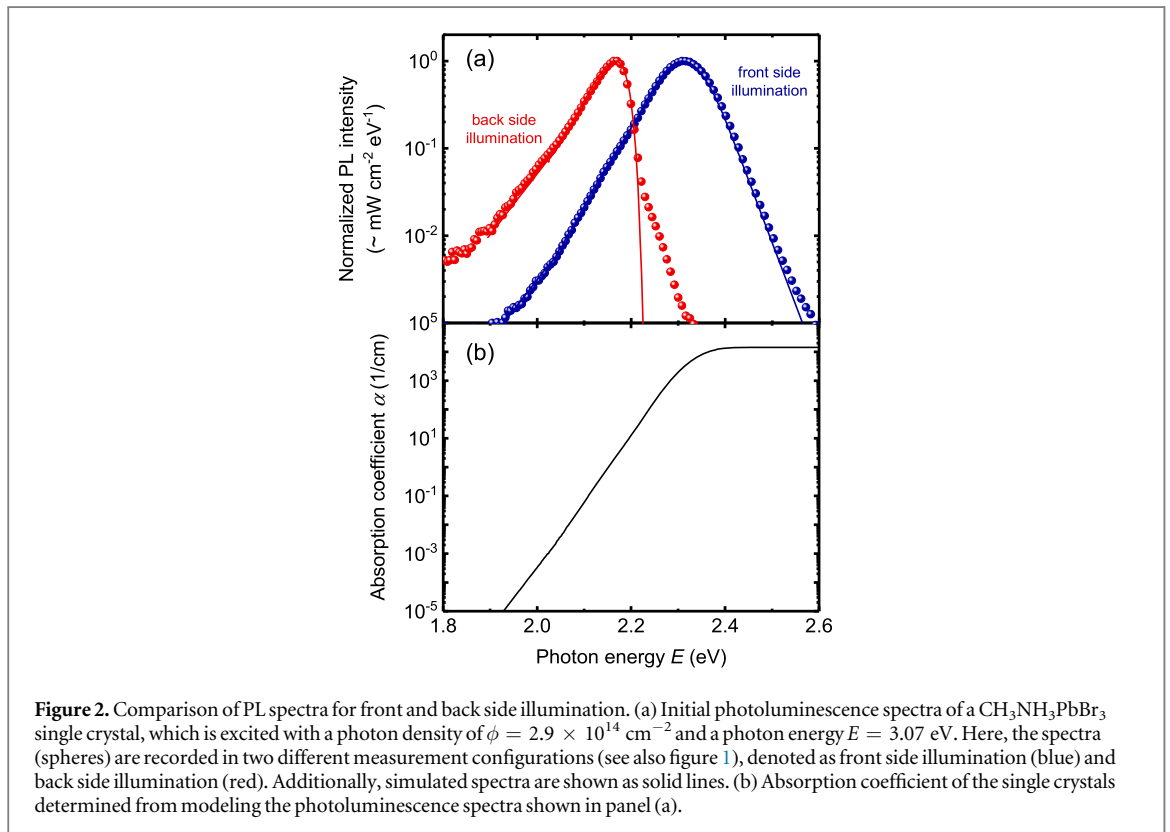 (a)
front side
illumination
back side
illumination
Normalized PL intensity
(~ mW cm⁻² eV⁻¹)
10⁰
10⁻¹
10⁻²
10⁵
(b)
Absorption coefficient α (1/cm)
10³
10¹
10⁻¹
10⁻³
10⁻⁵
1.8 2.0 2.2 2.4 2.6
Photon energy E (eV)
Figure 2. Comparison of PL spectra for front and back side illumination. (a) Initial photoluminescence spectra of a CH₃NH₃PbBr₃
single crystal, which is excited with a photon density of ϕ = 2.9 × 10¹⁴ cm⁻² and a photon energy E = 3.07 eV. Here, the spectra
(spheres) are recorded in two different measurement configurations (see also figure 1), denoted as front side illumination (blue) and
back side illumination (red). Additionally, simulated spectra are shown as solid lines. (b) Absorption coefficient of the single crystals
determined from modeling the photoluminescence spectra shown in panel (a).